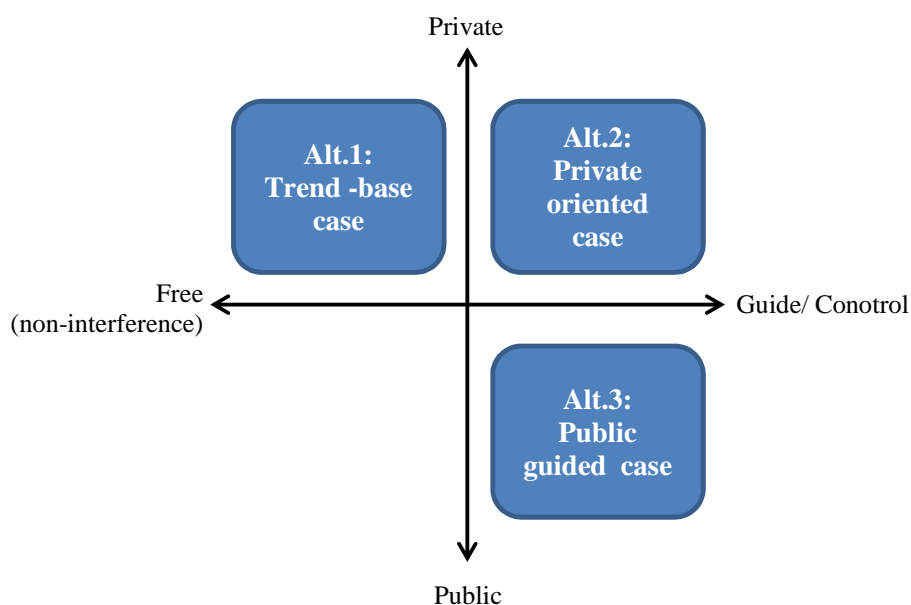 Private
Alt.1:
Trend -base
case
Alt.2:
Private
oriented
case
Free
(non-interference)
Guide/ Conotrol
Alt.3:
Public
guided case
Public